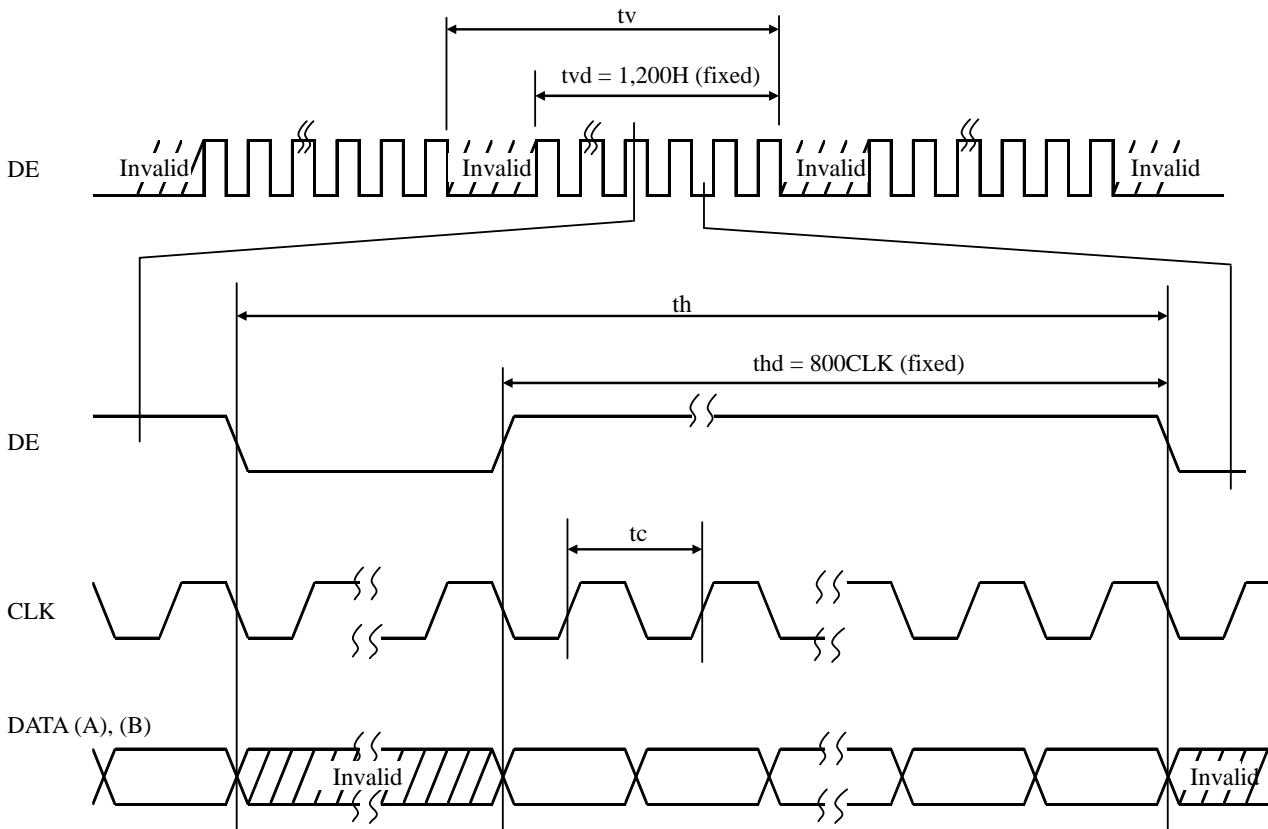 tv
tvd = 1,200H (fixed)
DE
Invalid
Invalid
Invalid
Invalid
th
thd = 800CLK (fixed)
DE
tc
CLK
DATA (A), (B)
Invalid
Invalid